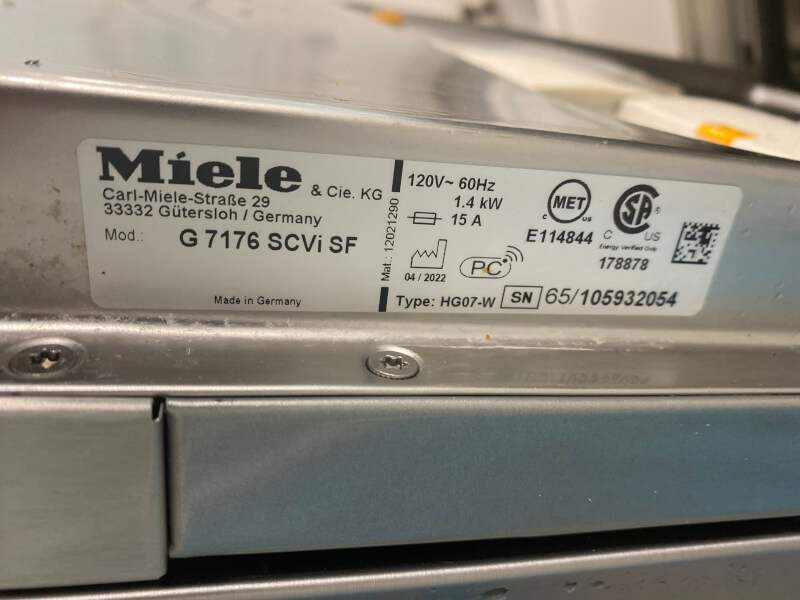 Miele & Cie. KG
Carl-Miele-Straße 29
33332 Gütersloh / Germany
Mod.: G 7176 SCVi SF
Made in Germany
Mat.: 12021290
120V~ 60Hz
1.4 kW
15 A
04 / 2022
PC
Type: HG07-W SN 65/105932054
MET
C US
E114844
SA
C US
Energy Verified Only
178878